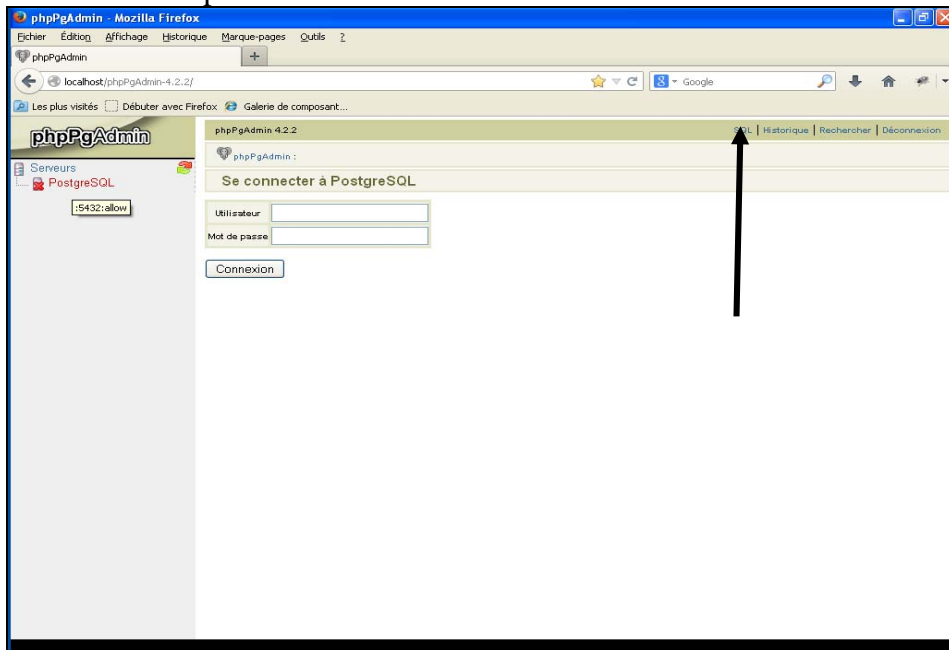 phpPgAdmin - Mozilla Firefox
Fichier Édition Affichage Historique Marque-pages Outils ?
phpPgAdmin +
localhost/phpPgAdmin-4.2.2/
8 Google
Les plus visités Débuter avec Firefox Galerie de composant...
phpPgAdmin
phpPgAdmin 4.2.2
SQL | Historique | Rechercher | Déconnexion
phpPgAdmin :
Serveurs
PostgreSQL
:5432:allow
Se connecter à PostgreSQL
Utilisateur
Mot de passe
Connexion